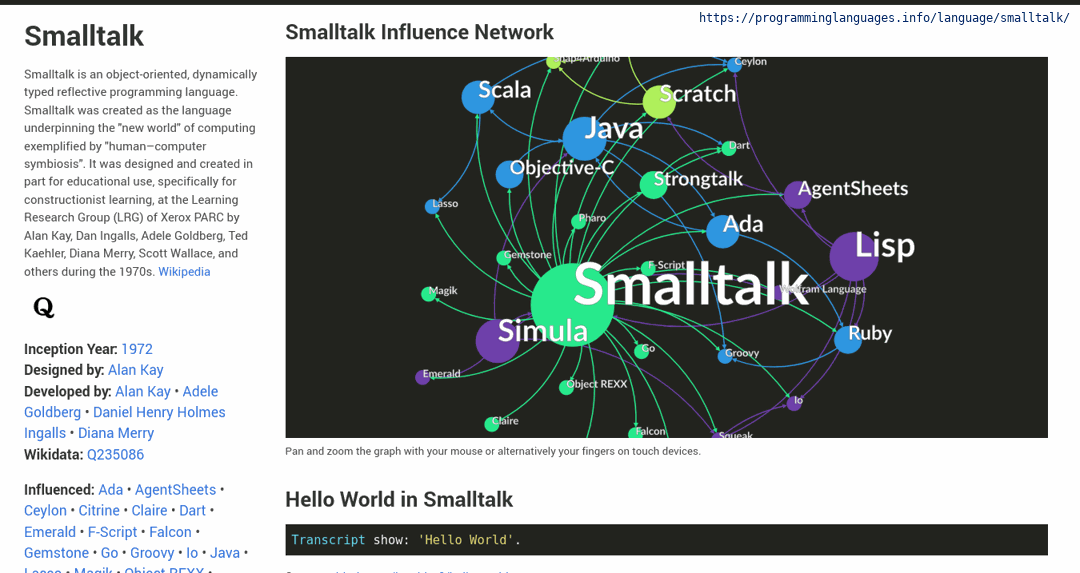 https://programminglanguages.info/language/smalltalk/
Smalltalk
Smalltalk is an object-oriented, dynamically
typed reflective programming language.
Smalltalk was created as the language
underpinning the "new world" of computing
exemplified by "human–computer
symbiosis". It was designed and created in
part for educational use, specifically for
constructionist learning, at the Learning
Research Group (LRG) of Xerox PARC by
Alan Kay, Dan Ingalls, Adele Goldberg, Ted
Kaehler, Diana Merry, Scott Wallace, and
others during the 1970s. Wikipedia
Q
Inception Year: 1972
Designed by: Alan Kay
Developed by: Alan Kay • Adele
Goldberg • Daniel Henry Holmes
Ingalls • Diana Merry
Wikidata: Q235086
Influenced: Ada • AgentSheets •
Ceylon • Citrine • Claire • Dart •
Emerald • F-Script • Falcon •
Gemstone • Go • Groovy • Io • Java •
Lasso • Magik • Object REXX •
Smalltalk Influence Network
Snap4Arduino
Ceylon
Scala
Scratch
Java
Dart
Objective-C
Strongtalk
AgentSheets
Lasso
Pharo
Ada
Lisp
Gemstone
F-Script
Smalltalk
Magik
Program Language
Simula
Ruby
Go
Groovy
Emerald
Object REXX
Io
Claire
Falcon
Squeak
Pan and zoom the graph with your mouse or alternatively your fingers on touch devices.
Hello World in Smalltalk
Transcript show: 'Hello World'.